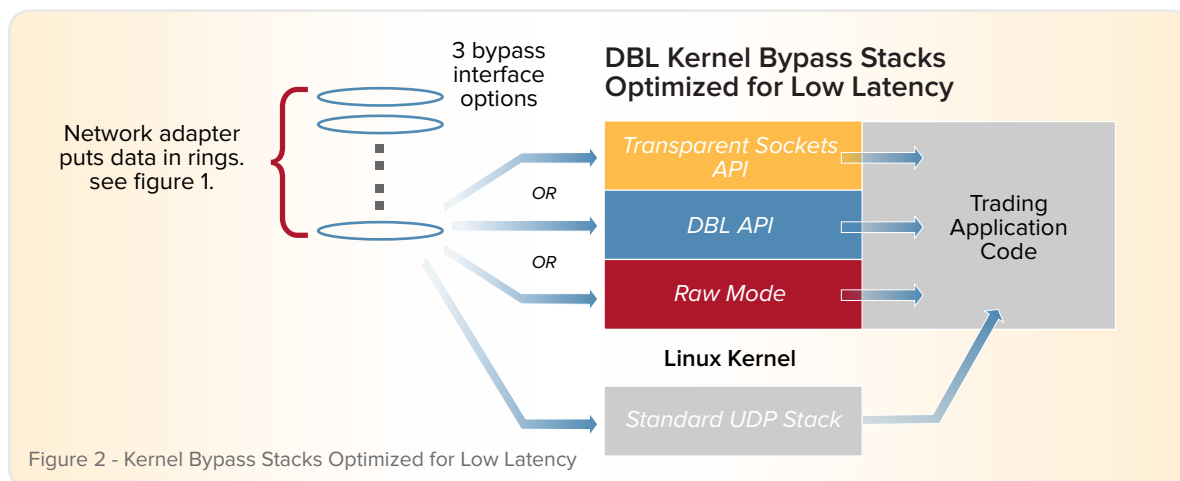 3 bypass
interface
options
DBL Kernel Bypass Stacks
Optimized for Low Latency
Network adapter
puts data in rings.
see figure 1.
OR
OR
Transparent Sockets
API
DBL API
Raw Mode
Trading
Application
Code
Linux Kernel
Standard UDP Stack
Figure 2 - Kernel Bypass Stacks Optimized for Low Latency